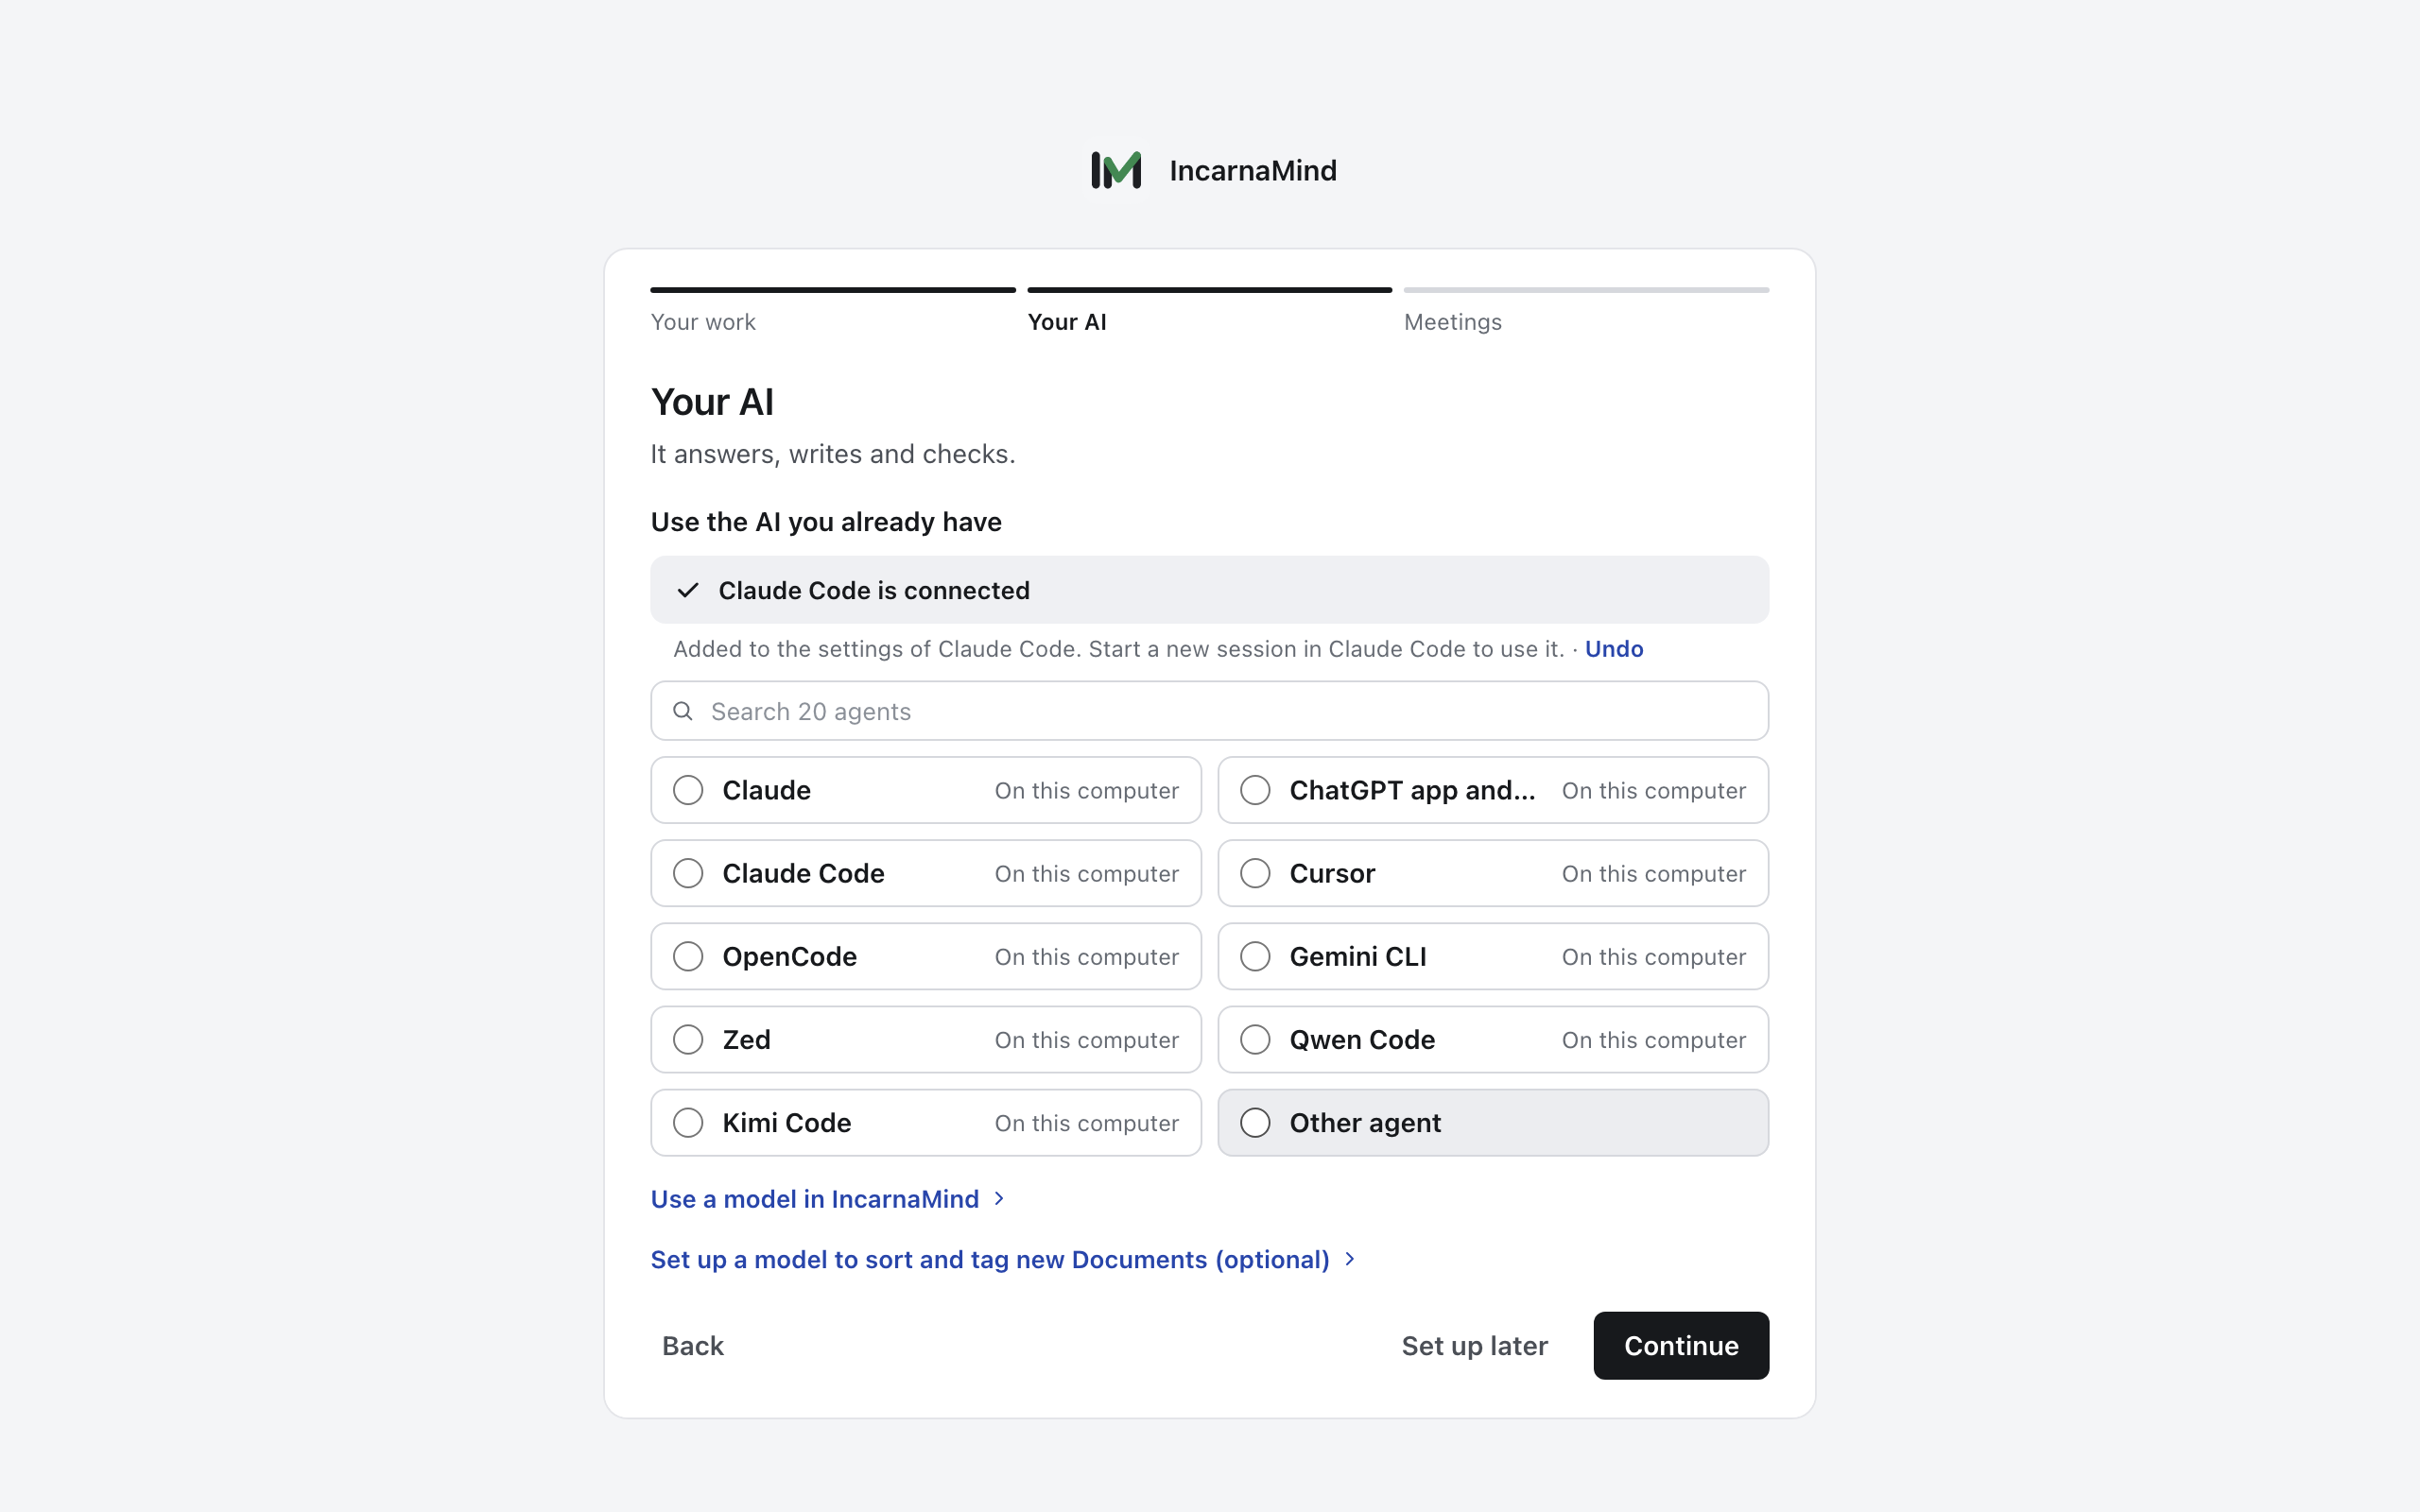 IncarnaMind
Your work
Your AI
Meetings
Your AI
It answers, writes and checks.
Use the AI you already have
Claude Code is connected
Added to the settings of Claude Code. Start a new session in Claude Code to use it. · Undo
Search 20 agents
Claude On this computer
ChatGPT app and... On this computer
Claude Code On this computer
Cursor On this computer
OpenCode On this computer
Gemini CLI On this computer
Zed On this computer
Qwen Code On this computer
Kimi Code On this computer
Other agent
Use a model in IncarnaMind
Set up a model to sort and tag new Documents (optional)
Back
Set up later
Continue